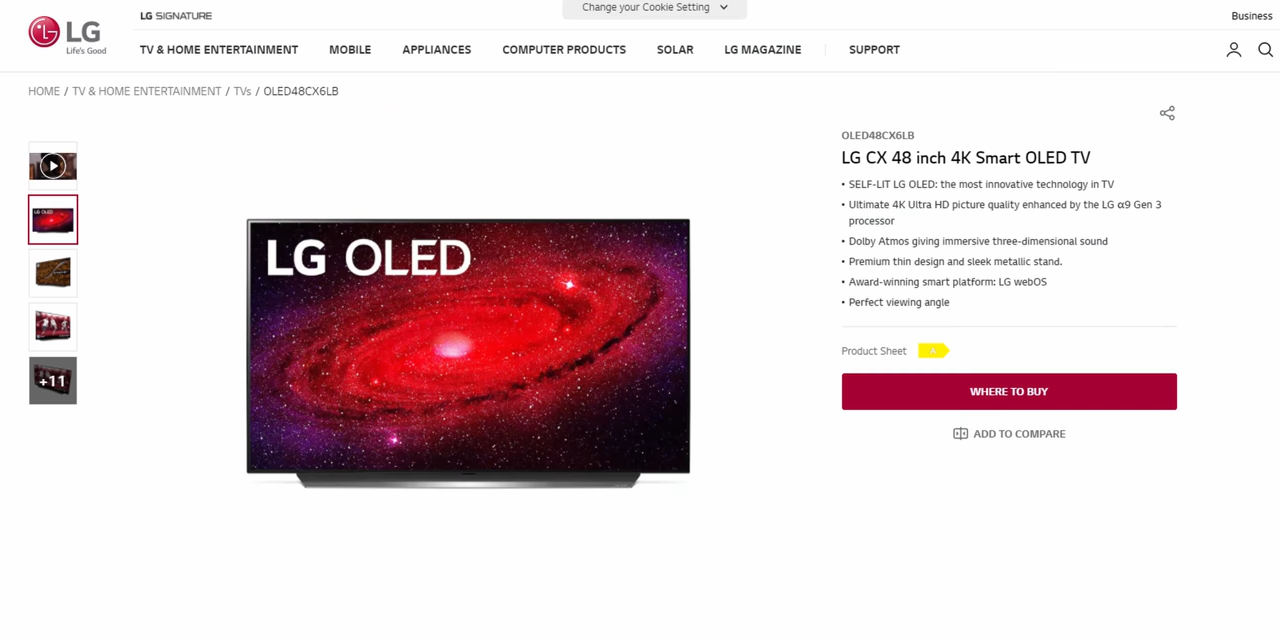 Change your Cookie Setting
LG SIGNATURE
Business
LG
Life's Good
TV & HOME ENTERTAINMENT MOBILE APPLIANCES COMPUTER PRODUCTS SOLAR LG MAGAZINE SUPPORT
HOME / TV & HOME ENTERTAINMENT / TVs / OLED48CX6LB
LG OLED
LG OLED
+11
OLED48CX6LB
LG CX 48 inch 4K Smart OLED TV
• SELF-LIT LG OLED: the most innovative technology in TV
• Ultimate 4K Ultra HD picture quality enhanced by the LG α9 Gen 3
processor
• Dolby Atmos giving immersive three-dimensional sound
• Premium thin design and sleek metallic stand.
• Award-winning smart platform: LG webOS
• Perfect viewing angle
Product Sheet A
WHERE TO BUY
ADD TO COMPARE